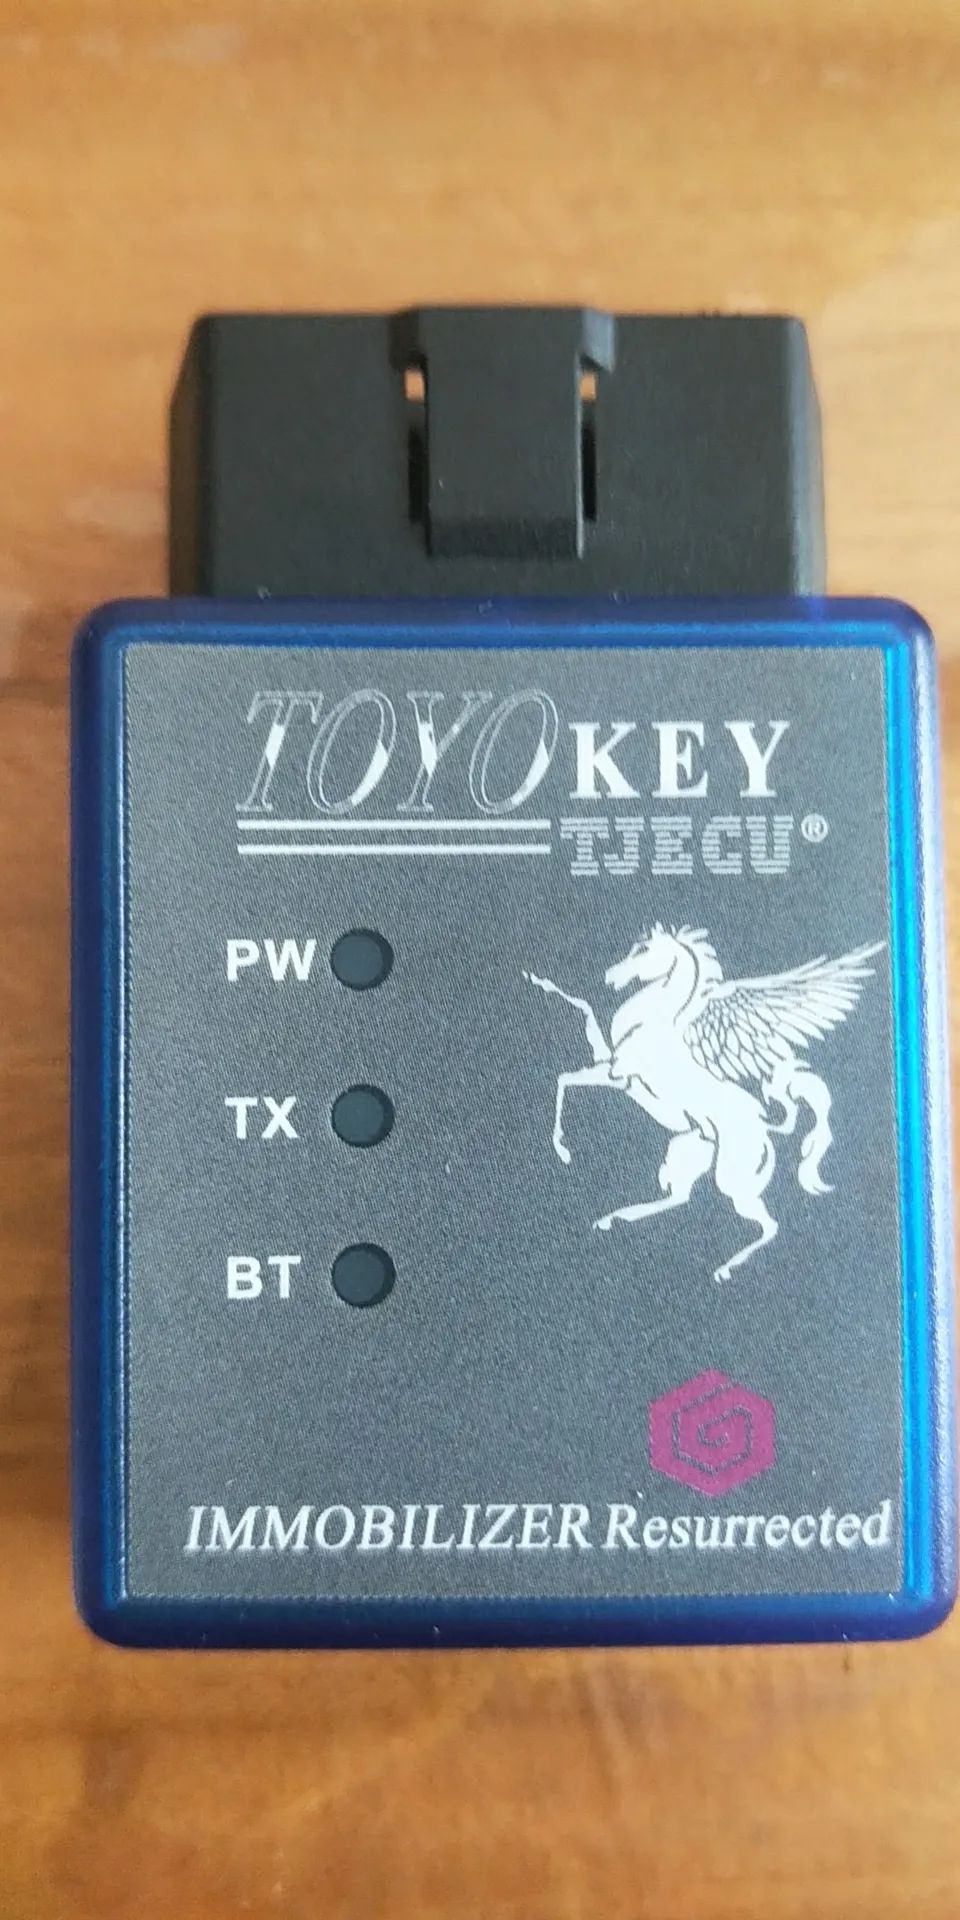 TOYOKEY
TJECU®
PW
TX
BT
G
IMMOBILIZER Resurrected